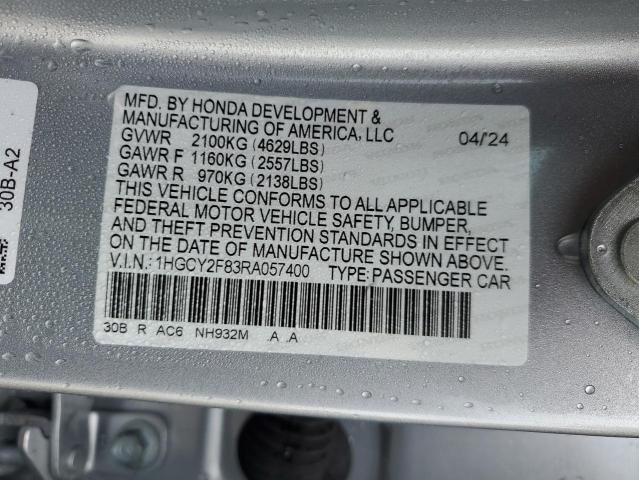 MFD. BY HONDA DEVELOPMENT &
MANUFACTURING OF AMERICA, LLC 04/'24
GVWR 2100KG (4629LBS)
GAWR F 1160KG (2557LBS)
GAWR R 970KG (2138LBS)
THIS VEHICLE CONFORMS TO ALL APPLICABLE
FEDERAL MOTOR VEHICLE SAFETY, BUMPER,
AND THEFT PREVENTION STANDARDS IN EFFECT
ON THE DATE OF MANUFACTURE SHOWN ABOVE.
V.I.N.:1HGCY2F83RA057400 TYPE:PASSENGER CAR
30B R AC6 NH932M A .A
30B-A2